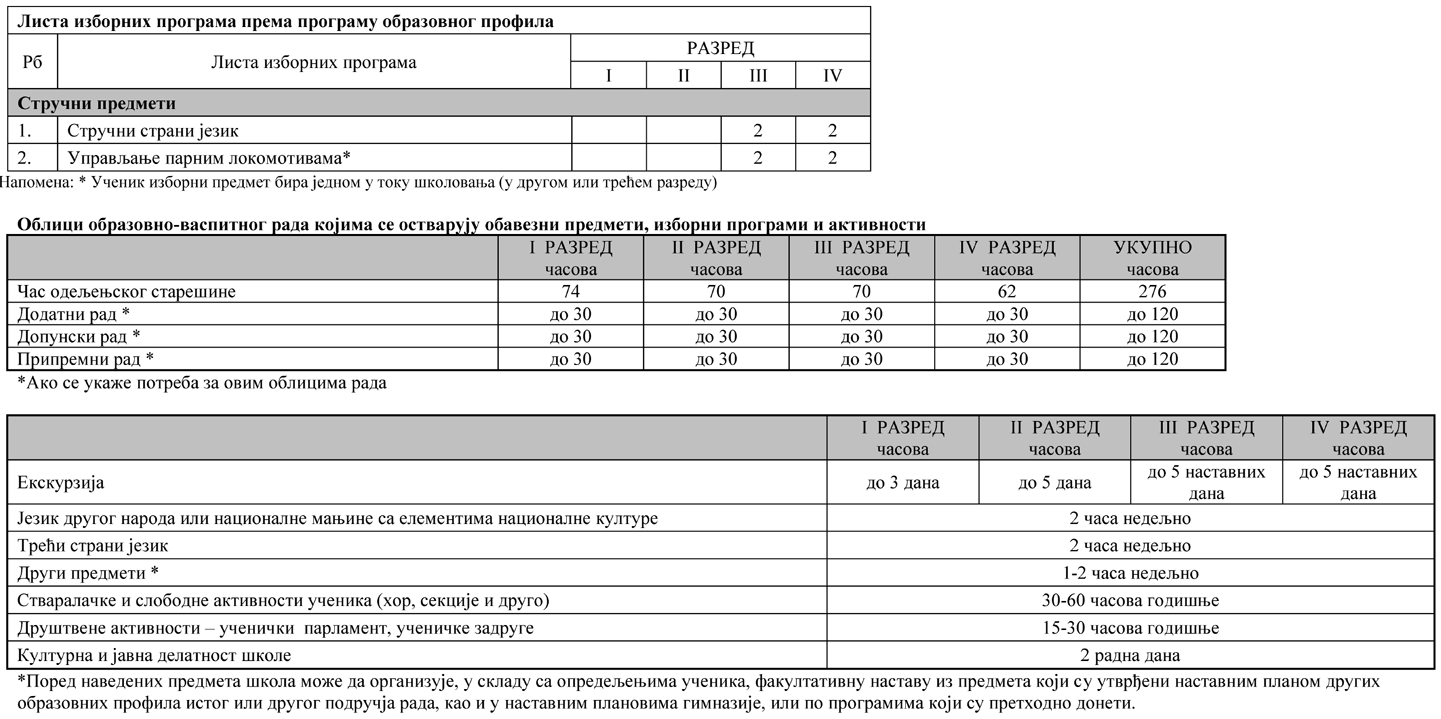 Листа изборних програма према програму образовног профила
Рб Листа изборних програма РАЗРЕД
I II III IV
Стручни предмети
1. Стручни страни језик 2 2
2. Управљање парним локомотивама* 2 2
Напомена: * Ученик изборни предмет бира једном у току школовања (у другом или трећем разреду)
Облици образовно-васпитног рада којима се остварују обавезни предмети, изборни програми и активности
I РАЗРЕД II РАЗРЕД III РАЗРЕД IV РАЗРЕД УКУПНО
часова часова часова часова часова
Час одељенског старешине 74 70 70 62 276
Додатни рад * до 30 до 30 до 30 до 30 до 120
Допунски рад * до 30 до 30 до 30 до 30 до 120
Припремни рад * до 30 до 30 до 30 до 30 до 120
*Ако се укаже потреба за овим облицима рада
I РАЗРЕД II РАЗРЕД III РАЗРЕД IV РАЗРЕД
часова часова часова часова
Екскурзија до 3 дана до 5 дана до 5 наставних дана до 5 наставних дана
Језик другог народа или националне мањине са елементима националне културе 2 часа недељно
Трећи страни језик 2 часа недељно
Други предмети * 1-2 часа недељно
Стваралачке и слободне активности ученика (хор, секције и друго) 30-60 часова годишње
Друштвене активности – ученички парламент, ученичке задруге 15-30 часова годишње
Културна и јавна делатност школе 2 радна дана
*Поред наведених предмета школа може да организује, у складу са опредељењима ученика, факултативну наставу из предмета који су утврђени наставним планом других
образовних профила истог или другог подручја рада, као и у наставним плановима гимназије, или по програмима који су претходно донети.